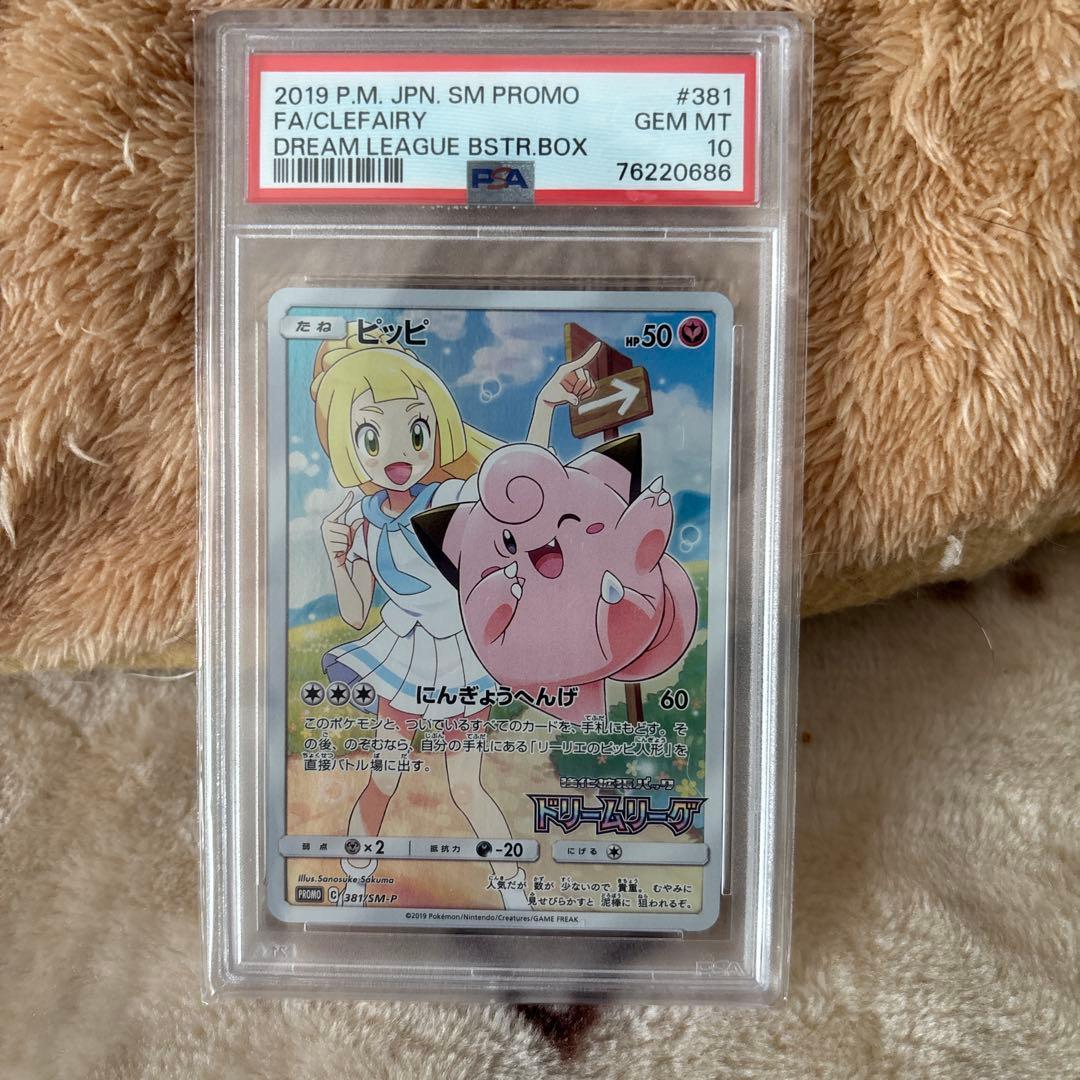 2019 P.M. JPN. SM PROMO #381
FA/CLEFAIRY GEM MT
DREAM LEAGUE BSTR.BOX 10
PSA 76220686
たね ピッピ HP50
にんぎょうへんげ 60
このポケモンと、ついているすべてのカードを、手札にもどす。そ
の後、のぞむなら、自分の手札にある「リーリエのピッピ人形」を
直接バトル場に出す。
強化拡張パック
ドリームリーグ
弱点 ×2 抵抗力 -20 にげる
Illus.Sanosuke Sakuma
PROMO C 381/SM-P
人気だが 数が 少ないので 貴重。むやみに
見せびらかすと 泥棒に 狙われるぞ。
©2019 Pokémon/Nintendo/Creatures/GAME FREAK
PSA